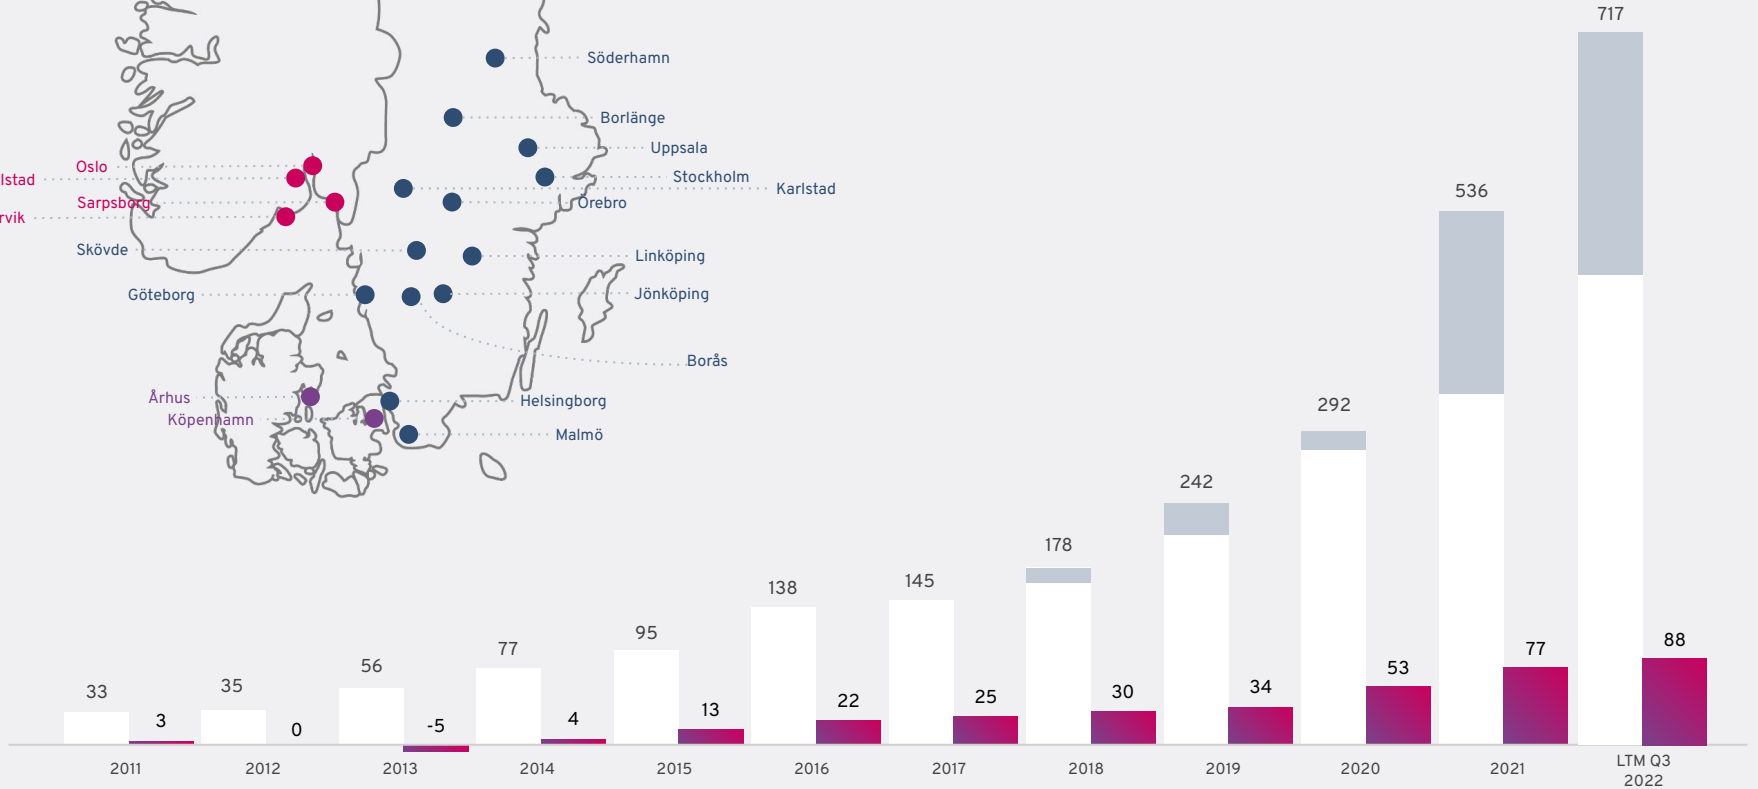 Söderhamn
Borlänge
Uppsala
Oslo
lstad
Stockholm
Karlstad
Sarpsborg
Örebro
rvik
Skövde
Linköping
Göteborg
Jönköping
Borås
Århus
Helsingborg
Köpenhamn
Malmö
717
536
292
242
178
145
138
95
77
56
35
33
3
0
-5
4
13
22
25
30
34
53
77
88
2011
2012
2013
2014
2015
2016
2017
2018
2019
2020
2021
LTM Q3
2022